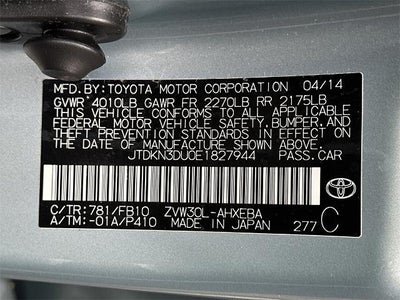 MFD.BY:TOYOTA MOTOR CORPORATION 04/14
GVWR 4010LB GAWR FR 2270LB RR 2175LB
THIS VEHICLE CONFORMS TO ALL APPLICABLE
FEDERAL MOTOR VEHICLE SAFETY,BUMPER,AND
THEFT PREVENTION STANDARDS IN EFFECT ON
THE DATE OF MANUFACTURE SHOWN ABOVE.
JTDKN3DU0E1827944 PASS.CAR
C/TR:781/FB10 ZVW30L-AHXEBA
A/TM:-01A/P410 MADE IN JAPAN 277 C
TOYOTA